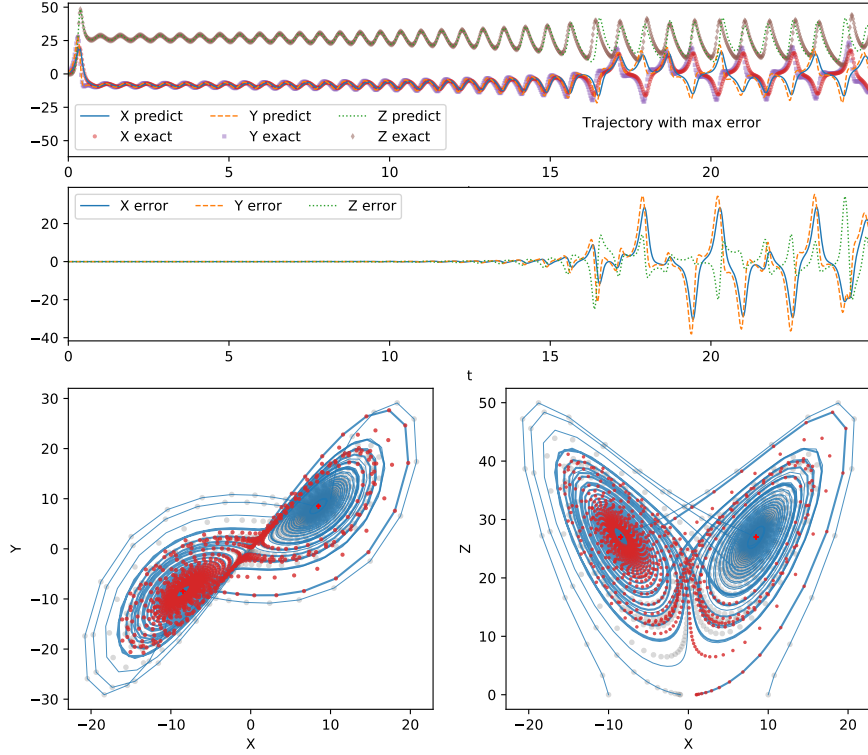 50
25
0
−25
−50
X predict
Y predict
Z predict
X exact
Y exact
Z exact
Trajectory with max error
0 5 10 15 20
20
0
−20
−40
X error
Y error
Z error
0 5 10 15 20
t
30
20
10
0
−10
−20
−30
Y
−20 −10 0 10 20
X
50
40
30
20
10
0
Z
−20 −10 0 10 20
X